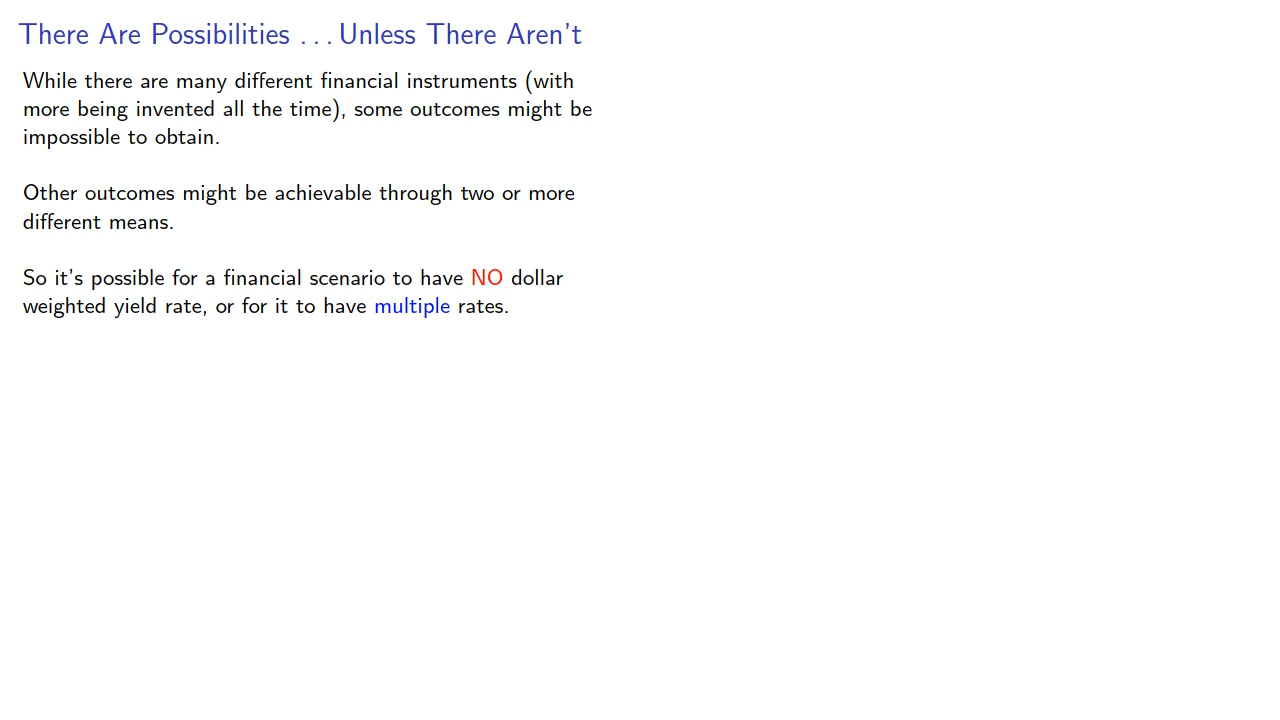 There Are Possibilities . . . Unless There Aren't
While there are many different financial instruments (with
more being invented all the time), some outcomes might be
impossible to obtain.
Other outcomes might be achievable through two or more
different means.
So it's possible for a financial scenario to have NO dollar
weighted yield rate, or for it to have multiple rates.